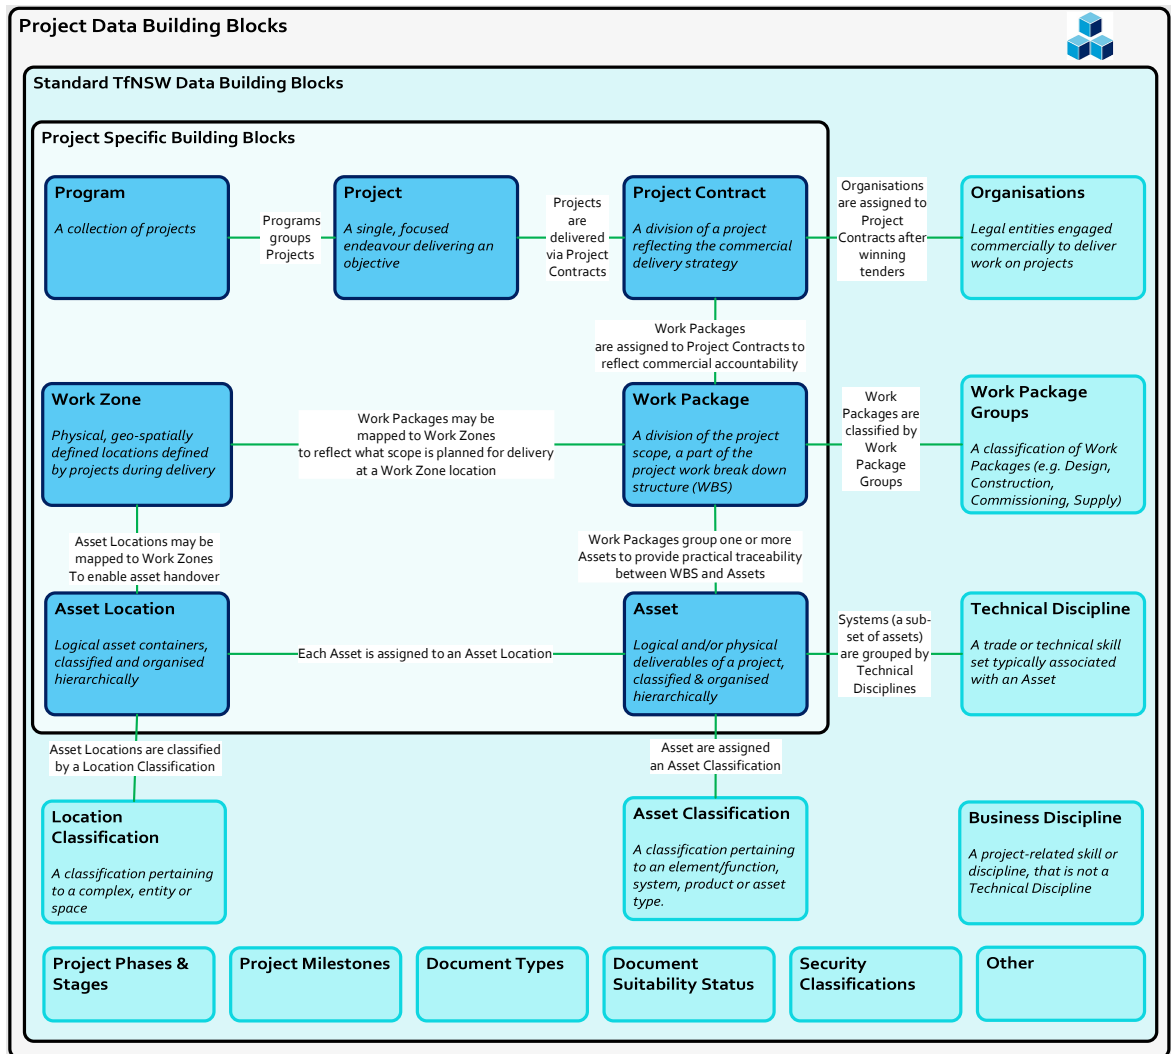 Project Data Building Blocks
Standard TfNSW Data Building Blocks
Project Specific Building Blocks
Program
A collection of projects
Programs
groups
Projects
Project
A single, focused
endeavour delivering an
objective
Projects
are
delivered
via Project
Contracts
Project Contract
A division of a project
reflecting the commercial
delivery strategy
Organisations
are assigned to
Project
Contracts after
winning
tenders
Organisations
Legal entities engaged
commercially to deliver
work on projects
Work Packages
are assigned to Project Contracts to
reflect commercial accountability
Work Zone
Physical, geo-spatially
defined locations defined
by projects during delivery
Work Packages may be
mapped to Work Zones
to reflect what scope is planned for delivery
at a Work Zone location
Work Package
A division of the project
scope, a part of the
project work break down
structure (WBS)
Work
Packages are
classified by
Work
Package
Groups
Work Package
Groups
A classification of Work
Packages (e.g. Design,
Construction,
Commissioning, Supply)
Asset Locations may be
mapped to Work Zones
To enable asset handover
Work Packages group one or more
Assets to provide practical traceability
between WBS and Assets
Asset Location
Logical asset containers,
classified and organised
hierarchically
Each Asset is assigned to an Asset Location
Asset
Logical and/or physical
deliverables of a project,
classified & organised
hierarchically
Systems (a sub-
set of assets)
are grouped by
Technical
Disciplines
Technical Discipline
A trade or technical skill
set typically associated
with an Asset
Asset Locations are classified
by a Location Classification
Asset are assigned
an Asset Classification
Location
Classification
A classification pertaining
to a complex, entity or
space
Asset Classification
A classification pertaining
to an element/function,
system, product or asset
type.
Business Discipline
A project-related skill or
discipline, that is not a
Technical Discipline
Project Phases &
Stages
Project Milestones
Document Types
Document
Suitability Status
Security
Classifications
Other